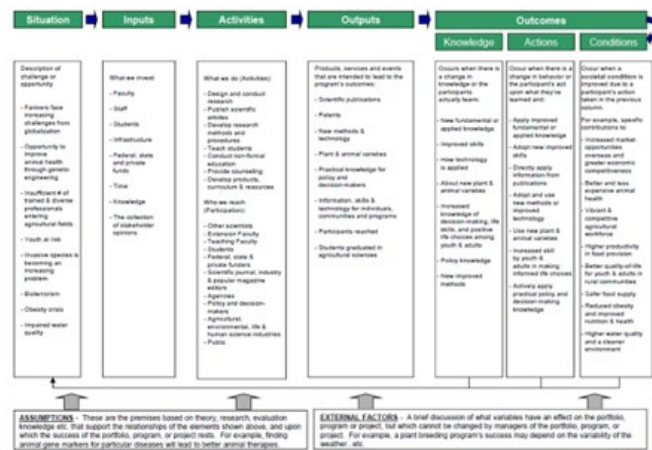 Situation
Inputs
Activities
Outputs
Outcomes
Knowledge
Actions
Conditions
Description of
challenge or
opportunity
- Farmers face
increasing
challenges from
globalization
- Opportunity to
improve
animal health
through genetic
engineering
- Insufficient # of
trained & diverse
professionals
entering
agricultural fields
- Youth at risk
- Invasive species is
becoming an
increasing
problem
- Bioterrorism
- Obesity crisis
- Impaired water
quality
What we invest:
- Faculty
- Staff
- Students
- Infrastructure
- Federal, state
and private
funds
- Time
- Knowledge
- The collection of
stakeholder
opinions
What we do (Activities):
- Design and conduct
research
- Publish scientific
articles
- Develop research
methods and
procedures
- Teach students
- Conduct non-formal
education
- Provide counseling
- Develop products,
curriculum & resources
Who we reach
(Participation):
- Other scientists
- Extension Faculty
- Teaching Faculty
- Students
- Federal, state &
private funders
- Scientific journal, industry
& popular magazine
editors
- Agencies
- Policy and decision-
makers
- Agricultural,
environmental, life &
human science industries
- Public
Products, services and events
that are intended to lead to the
program's outcomes:
- Scientific publications
- Patents
- New methods &
technology
- Plant & animal varieties
- Practical knowledge for
policy and
decision-makers
- Information, skills &
technology for individuals,
communities and programs
- Participants reached
- Students graduated in
agricultural sciences
Occurs when there is
a change in
knowledge or the
participants
actually learn:
- New fundamental or
applied knowledge
- Improved skills
- How technology is
applied
- About new plant &
animal varieties
- Increased
knowledge of
decision-making, life
skills, and positive
life choices among
youth & adults
- Policy knowledge
- New improved
methods
Occur when there is a
change in behavior or
the participant's act
upon what they've
learned and:
- Apply improved
fundamental or applied
knowledge
- Adopt new improved
skills
- Directly apply
information from
publications
- Adopt and use new
methods or improved
technology
- Use new plant &
animal varieties
- Increased skill
by youth &
adults in making
informed life choices
- Actively apply
practical policy and
decision-making
knowledge
Occur when a
societal condition is
improved due to a
participant's action
taken in the previous
column.
For example, specific
contributions to:
- Increased market
opportunities
overseas and greater
economic
competitiveness
- Better and less
expensive animal
health
- Vibrant &
competitive agricultural
workforce
- Higher productivity
in food provision
- Better quality-of-life
for youth & adults in
rural communities
- Safer food supply
- Reduced obesity
and improved
nutrition & health
- Higher water quality
and a cleaner
environment
ASSUMPTIONS - These are the premises based on theory, research, evaluation
knowledge etc. that support the relationships of the elements shown above, and upon
which the success of the portfolio, program, or project rests. For example, finding
animal gene markers for particular diseases will lead to better animal therapies.
EXTERNAL FACTORS - A brief discussion of what variables have an effect on the portfolio,
program or project, but which cannot be changed by managers of the portfolio, program, or
project. For example, a plant breeding program's success may depend on the variability of the
weather. etc.